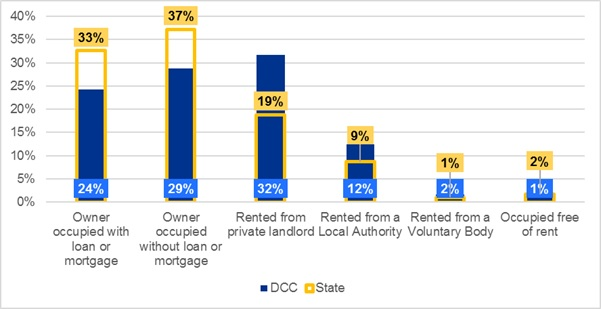 40%
35%
30%
25%
20%
15%
10%
5%
0%
33%
37%
19%
9%
1%
2%
24%
29%
32%
12%
2%
1%
Owner
occupied with
loan or
mortgage
Owner
occupied
without loan or
mortgage
Rented from
private landlord
Rented from a
Local Authority
Rented from a
Voluntary Body
Occupied free
of rent
DCC
State